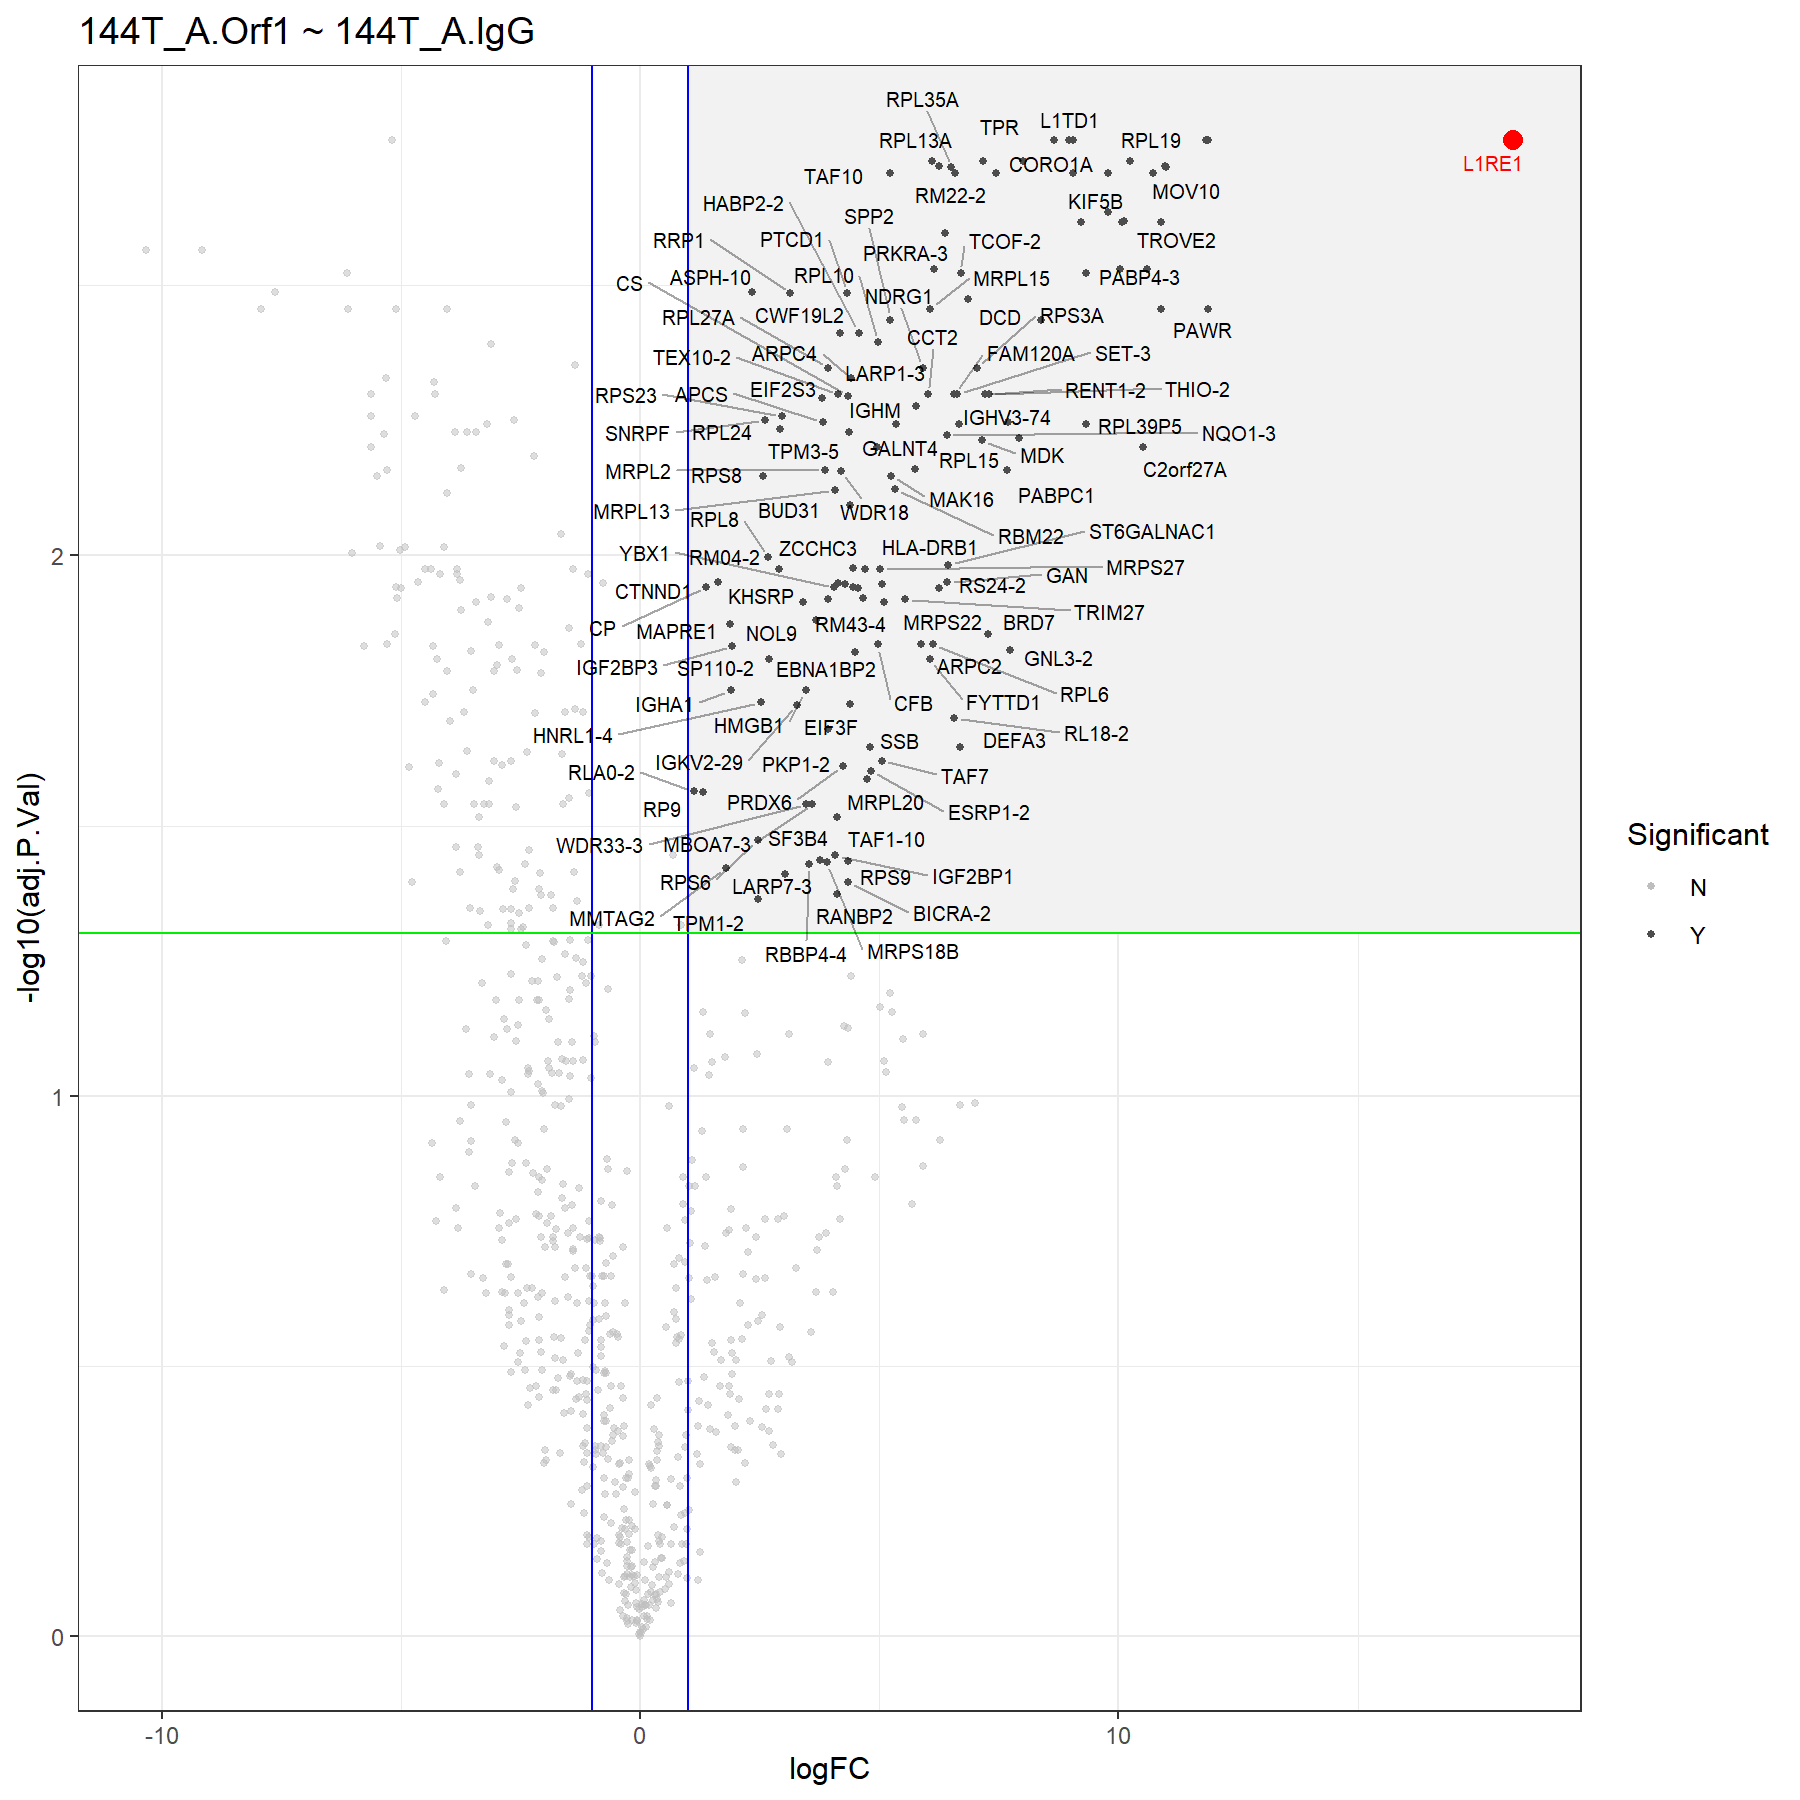 144T_A.Orf1 ~ 144T_A.IgG
RPL35A
TPR
L1TD1
RPL13A
RPL19
L1RE1
CORO1A
TAF10
RM22-2
MOV10
HABP2-2
KIF5B
SPP2
RRP1
PTCD1
TCOF-2
TROVE2
PRKRA-3
CS
ASPH-10
RPL10
MRPL15
PABP4-3
NDRG1
RPL27A
CWF19L2
DCD
RPS3A
PAWR
CCT2
TEX10-2
ARPC4
FAM120A
SET-3
LARP1-3
RPS23
APCS
EIF2S3
RENT1-2
THIO-2
IGHM
IGHV3-74
SNRPF
RPL24
RPL39P5
NQO1-3
TPM3-5
GALNT4
RPL15
MDK
C2orf27A
MRPL2
RPS8
PABPC1
MAK16
MRPL13
BUD31
WDR18
RPL8
RBM22
ST6GALNAC1
YBX1
RM04-2
ZCCHC3
HLA-DRB1
MRPS27
CTNND1
KHSRP
RS24-2
GAN
TRIM27
CP
MAPRE1
NOL9
RM43-4
MRPS22
BRD7
IGF2BP3
SP110-2
EBNA1BP2
ARPC2
GNL3-2
IGHA1
CFB
FYTTD1
RPL6
HNRL1-4
HMGB1
EIF3F
SSB
DEFA3
RL18-2
RLA0-2
IGKV2-29
PKP1-2
TAF7
RP9
PRDX6
MRPL20
ESRP1-2
WDR33-3
MBOA7-3
SF3B4
TAF1-10
RPS6
LARP7-3
RPS9
IGF2BP1
MMTAG2
TPM1-2
RANBP2
BICRA-2
RBBP4-4
MRPS18B
2
1
0
-10
0
10
logFC
-log10(adj.P.Val)
Significant
N
Y